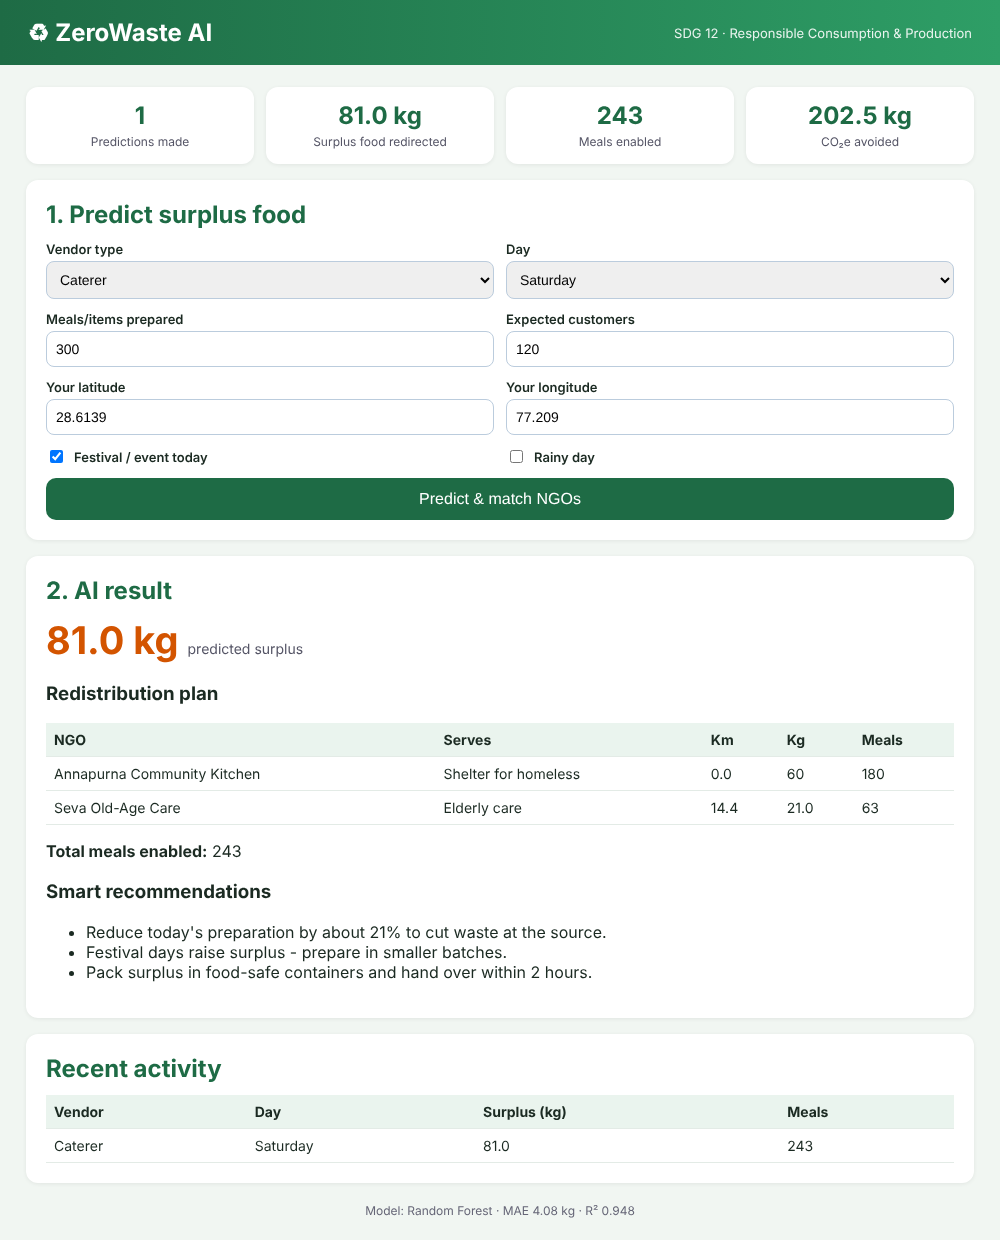 ♻ ZeroWaste AI
SDG 12 · Responsible Consumption & Production
1
Predictions made
81.0 kg
Surplus food redirected
243
Meals enabled
202.5 kg
CO₂e avoided
1. Predict surplus food
Vendor type
Caterer
Day
Saturday
Meals/items prepared
300
Expected customers
120
Your latitude
28.6139
Your longitude
77.209
Festival / event today
Rainy day
Predict & match NGOs
2. AI result
81.0 kg predicted surplus
Redistribution plan
NGO Serves Km Kg Meals
Annapurna Community Kitchen Shelter for homeless 0.0 60 180
Seva Old-Age Care Elderly care 14.4 21.0 63
Total meals enabled: 243
Smart recommendations
• Reduce today's preparation by about 21% to cut waste at the source.
• Festival days raise surplus - prepare in smaller batches.
• Pack surplus in food-safe containers and hand over within 2 hours.
Recent activity
Vendor Day Surplus (kg) Meals
Caterer Saturday 81.0 243
Model: Random Forest · MAE 4.08 kg · R² 0.948